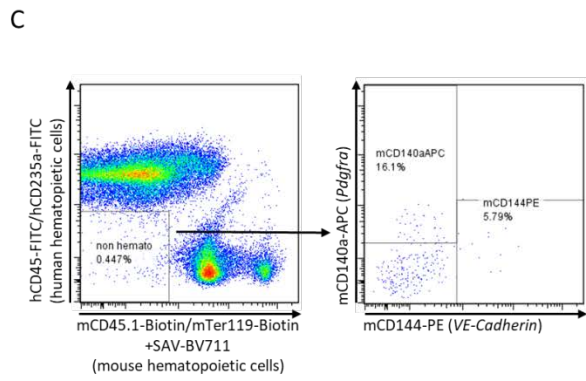 C
hCD45-FITC/hCD235a-FITC
(human hematopoietic cells)
non hemato
0.447%
mCD45.1-Biotin/mTer119-Biotin
+SAV-BV711
(mouse hematopoietic cells)
mCD140a-APC (Pdgfra)
mCD140aAPC
16.1%
mCD144PE
5.79%
mCD144-PE (VE-Cadherin)